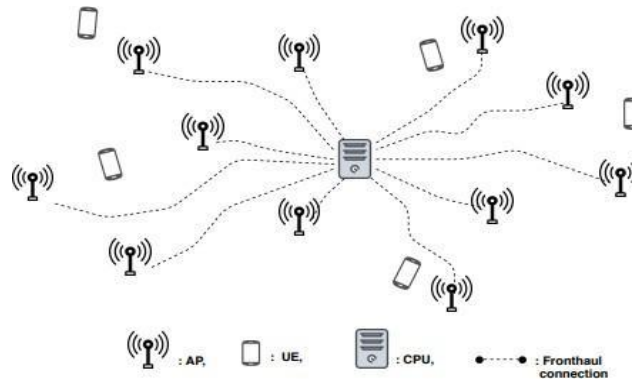 : AP, : UE, : CPU, : Fronthaul
connection